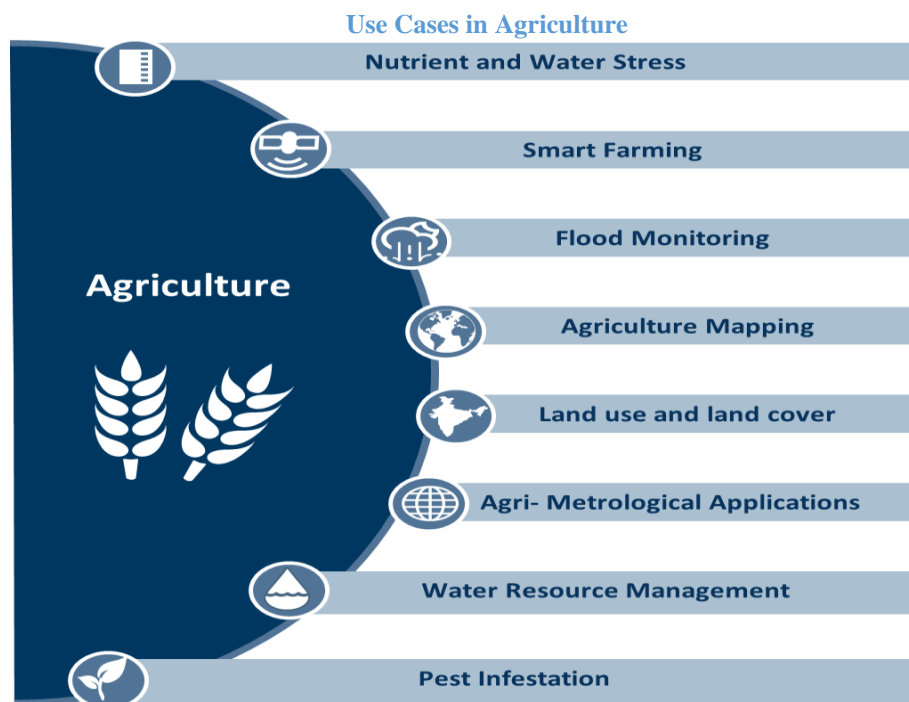 Use Cases in Agriculture
Nutrient and Water Stress
Smart Farming
Flood Monitoring
Agriculture
Agriculture Mapping
Land use and land cover
Agri- Metrological Applications
Water Resource Management
Pest Infestation